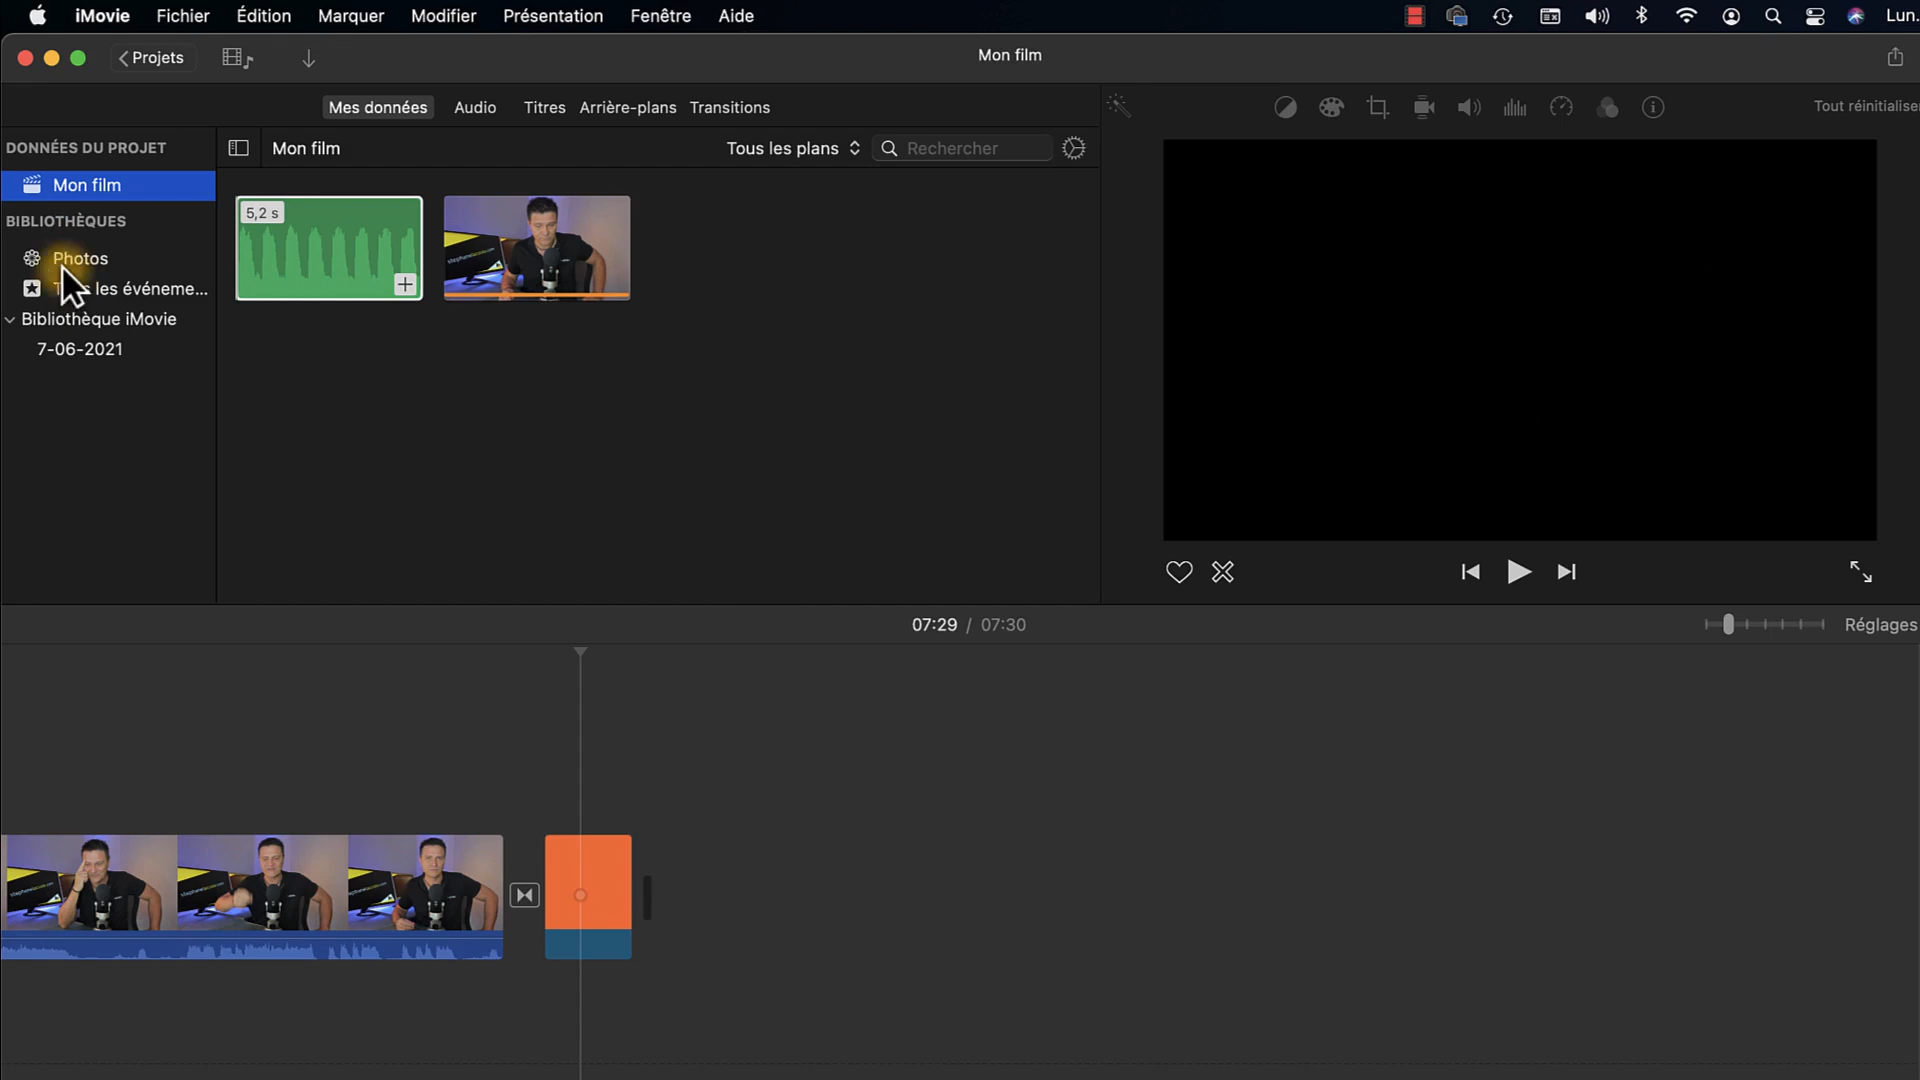 iMovie Fichier Édition Marquer Modifier Présentation Fenêtre Aide Lun.
Projets Mon film
Mes données Audio Titres Arrière-plans Transitions Tout réinitialise
DONNÉES DU PROJET Mon film Tous les plans Rechercher
Mon film
5,2 s
BIBLIOTHÈQUES
Photos
les événeme...
Bibliothèque iMovie
7-06-2021
07:29 / 07:30 Réglages